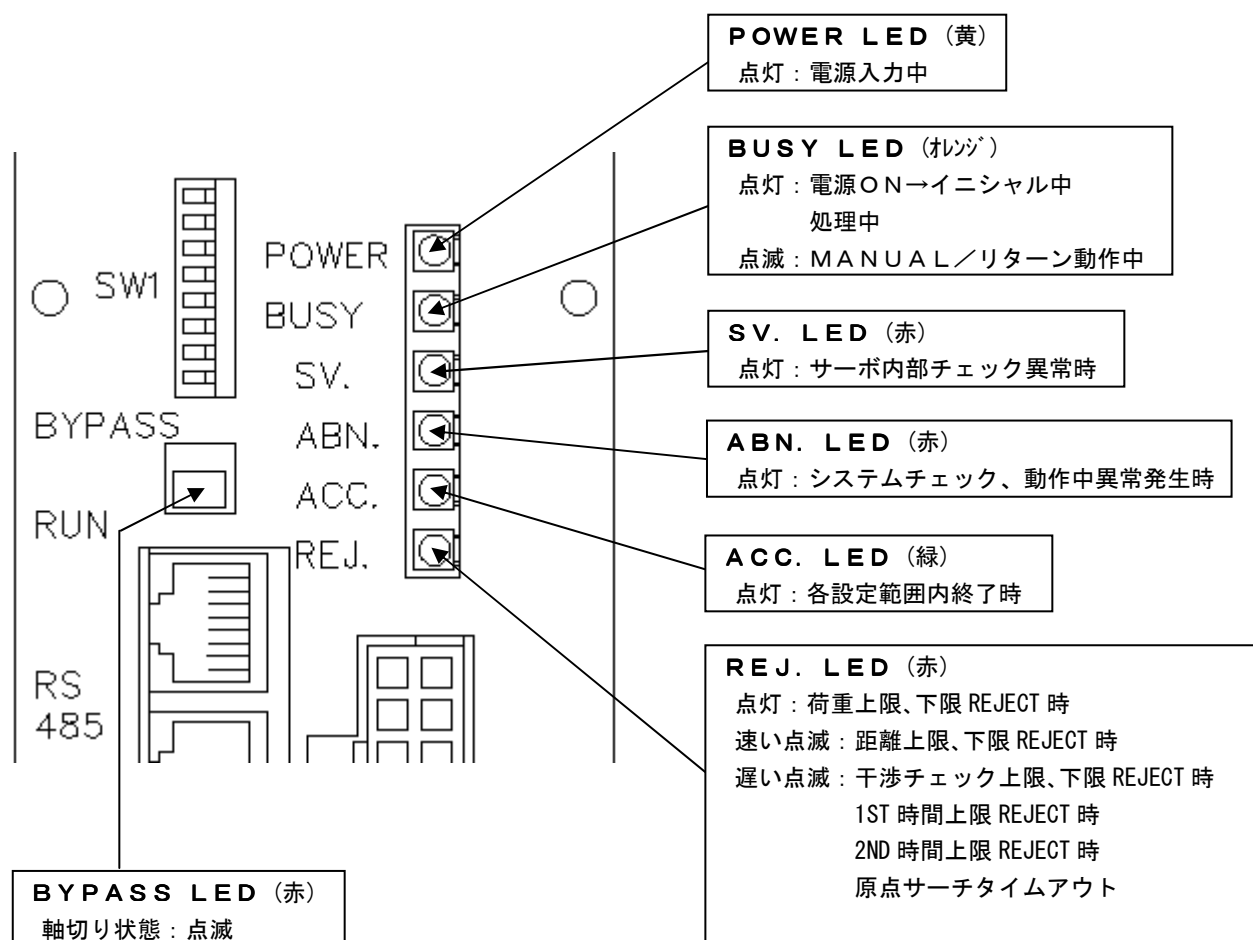 POWER LED（黄）
点灯：電源入力中
BUSY LED（ｵﾚﾝｼﾞ）
点灯：電源ON→イニシャル中
処理中
点滅：MANUAL／リターン動作中
SV. LED（赤）
点灯：サーボ内部チェック異常時
ABN. LED（赤）
点灯：システムチェック、動作中異常発生時
ACC. LED（緑）
点灯：各設定範囲内終了時
REJ. LED（赤）
点灯：荷重上限、下限 REJECT 時
速い点滅：距離上限、下限 REJECT 時
遅い点滅：干渉チェック上限、下限 REJECT 時
1ST 時間上限 REJECT 時
2ND 時間上限 REJECT 時
原点サーチタイムアウト
SW1
POWER
BUSY
SV.
ABN.
ACC.
REJ.
BYPASS
RUN
RS
485
BYPASS LED（赤）
軸切り状態：点滅